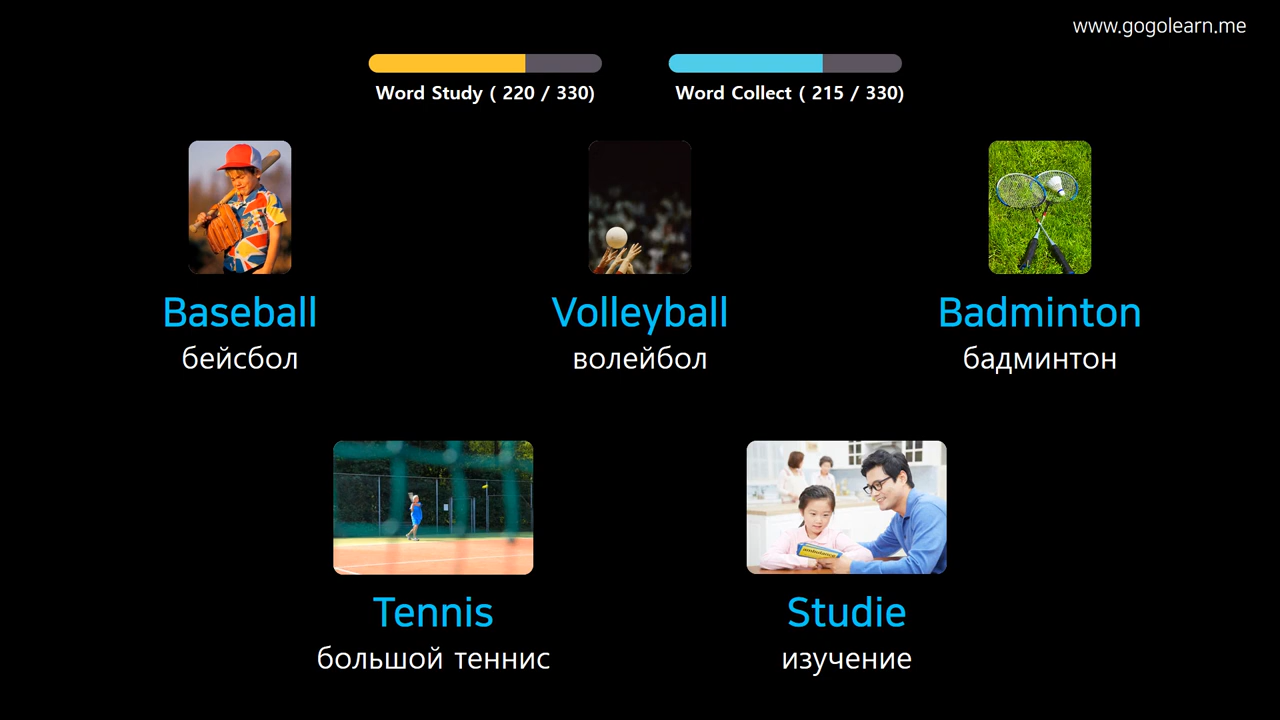 www.gogolearn.me
Word Study ( 220 / 330)
Word Collect ( 215 / 330)
Baseball
бейсбол
Volleyball
волейбол
Badminton
бадминтон
Tennis
большой теннис
Studie
изучение
ambulance